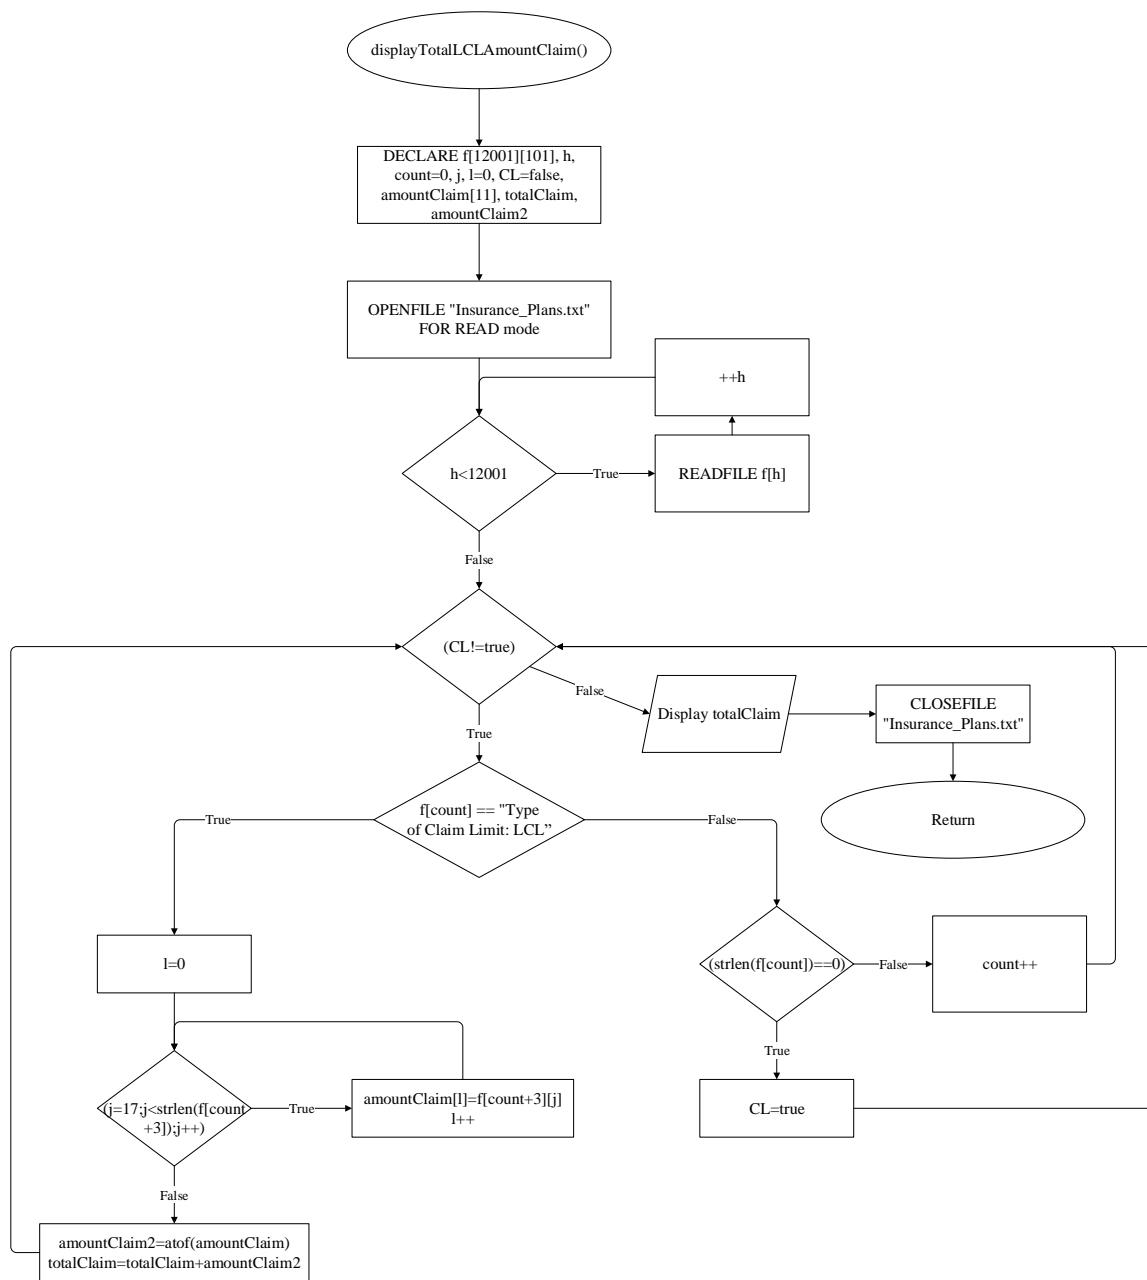 displayTotalLCLAmountClaim()
DECLARE f[12001][101], h,
count=0, j, l=0, CL=false,
amountClaim[11], totalClaim,
amountClaim2
OPENFILE "Insurance_Plans.txt"
FOR READ mode
++h
h<12001
True
READFILE f[h]
False
(CL!=true)
False
Display totalClaim
CLOSEFILE
"Insurance_Plans.txt"
True
Return
f[count] == "Type
of Claim Limit: LCL”
True
False
l=0
(strlen(f[count])==0)
False
count++
True
(j=17;j<strlen(f[count
+3]);j++)
True
amountClaim[l]=f[count+3][j]
l++
CL=true
False
amountClaim2=atof(amountClaim)
totalClaim=totalClaim+amountClaim2